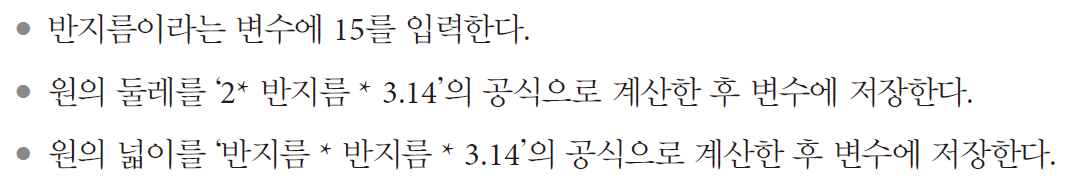 ● 반지름이라는 변수에 15를 입력한다.
● 원의 둘레를 ‘2* 반지름 * 3.14’의 공식으로 계산한 후 변수에 저장한다.
● 원의 넓이를 ‘반지름 * 반지름 * 3.14’의 공식으로 계산한 후 변수에 저장한다.